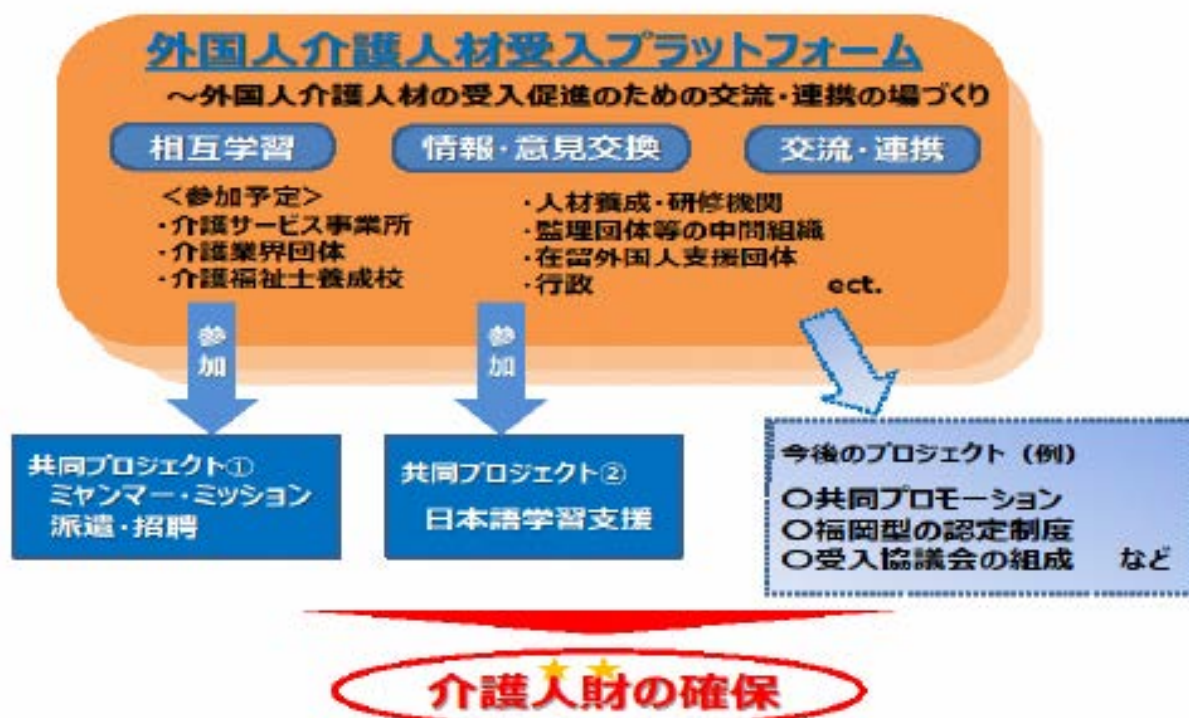 外国人介護人材受入プラットフォーム
～外国人介護人材の受入促進のための交流・連携の場づくり
相互学習
情報・意見交換
交流・連携
＜参加予定＞
・介護サービス事業所
・介護業界団体
・介護福祉士養成校
・人材養成・研修機関
・監理団体等の中間組織
・在留外国人支援団体
・行政 ect.
参加
参加
共同プロジェクト①
ミャンマー・ミッション
派遣・招聘
共同プロジェクト②
日本語学習支援
今後のプロジェクト（例）
〇共同プロモーション
〇福岡型の認定制度
〇受入協議会の組成 など
介護人財の確保